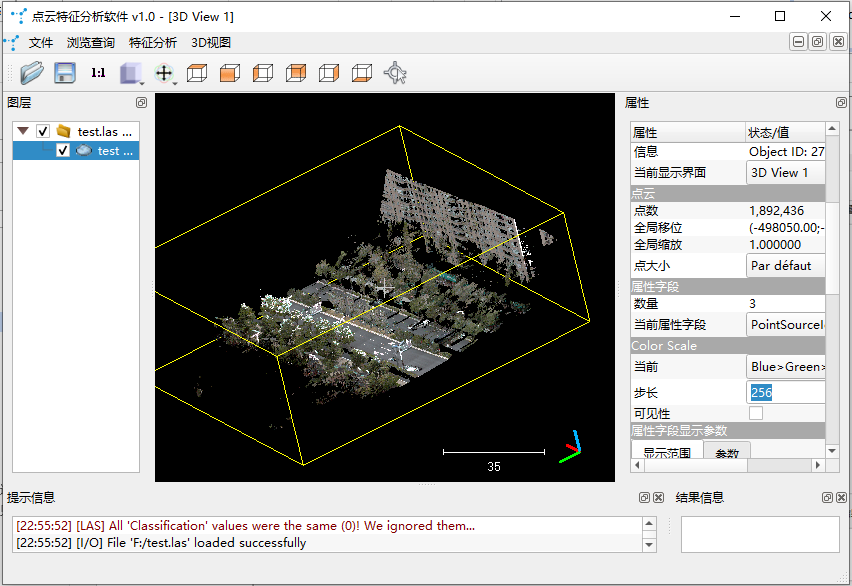 点云特征分析软件 v1.0 - [3D View 1]
文件 浏览查询 特征分析 3D视图
1:1
图层
test.las ...
test ...
35
属性
属性 状态/值
信息 Object ID: 27
当前显示界面 3D View 1
点云
点数 1,892,436
全局移位 (-498050.00;-
全局缩放 1.000000
点大小 Par défaut
属性字段
数量 3
当前属性字段 PointSourceI
Color Scale
当前 Blue>Green>
步长 256
可见性
属性字段显示参数
显示范围 参数
提示信息
[22:55:52] [LAS] All 'Classification' values were the same (0)! We ignored them...
[22:55:52] [I/O] File 'F:/test.las' loaded successfully
结果信息